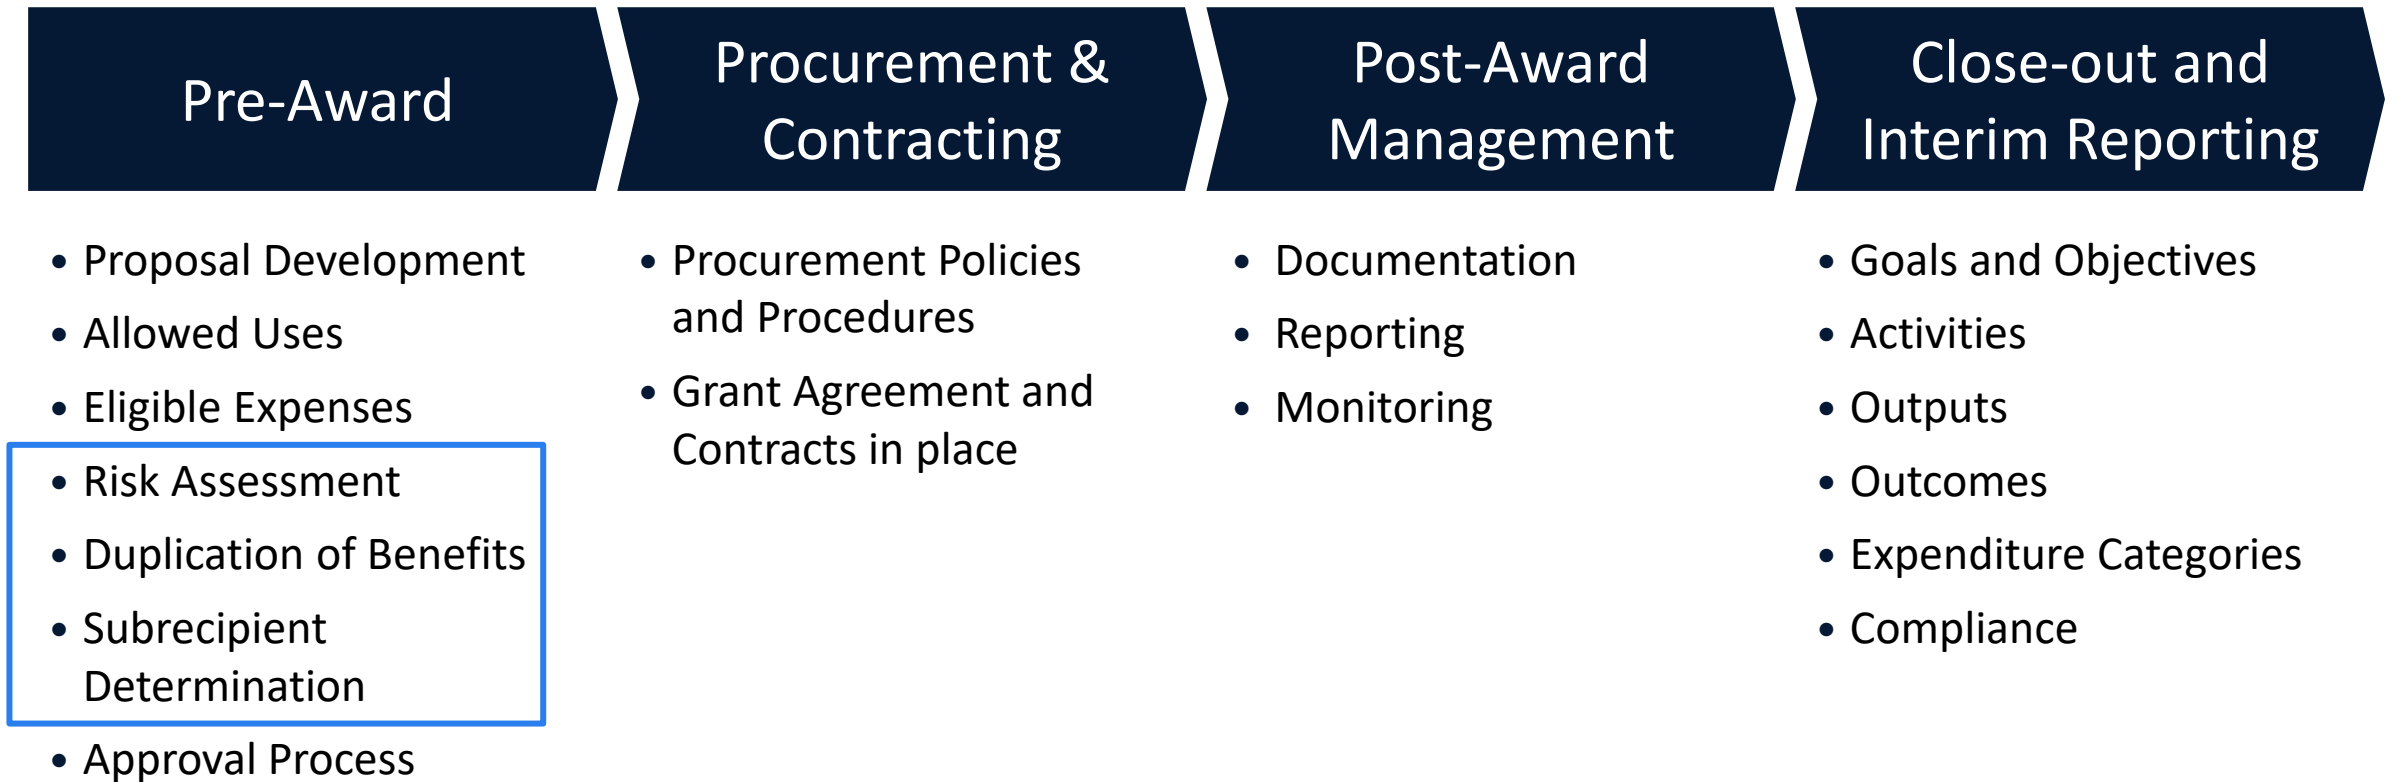 Pre-Award
Procurement &
Contracting
Post-Award
Management
Close-out and
Interim Reporting
• Proposal Development
• Allowed Uses
• Eligible Expenses
• Risk Assessment
• Duplication of Benefits
• Subrecipient
Determination
• Approval Process
• Procurement Policies
and Procedures
• Grant Agreement and
Contracts in place
• Documentation
• Reporting
• Monitoring
• Goals and Objectives
• Activities
• Outputs
• Outcomes
• Expenditure Categories
• Compliance